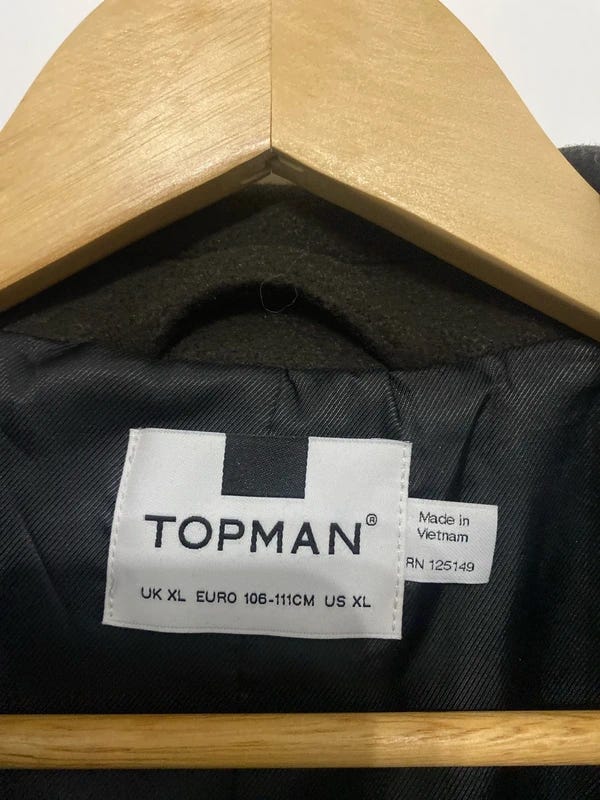 TOPMAN®
UK XL EURO 106-111CM US XL
Made in
Vietnam
RN 125149